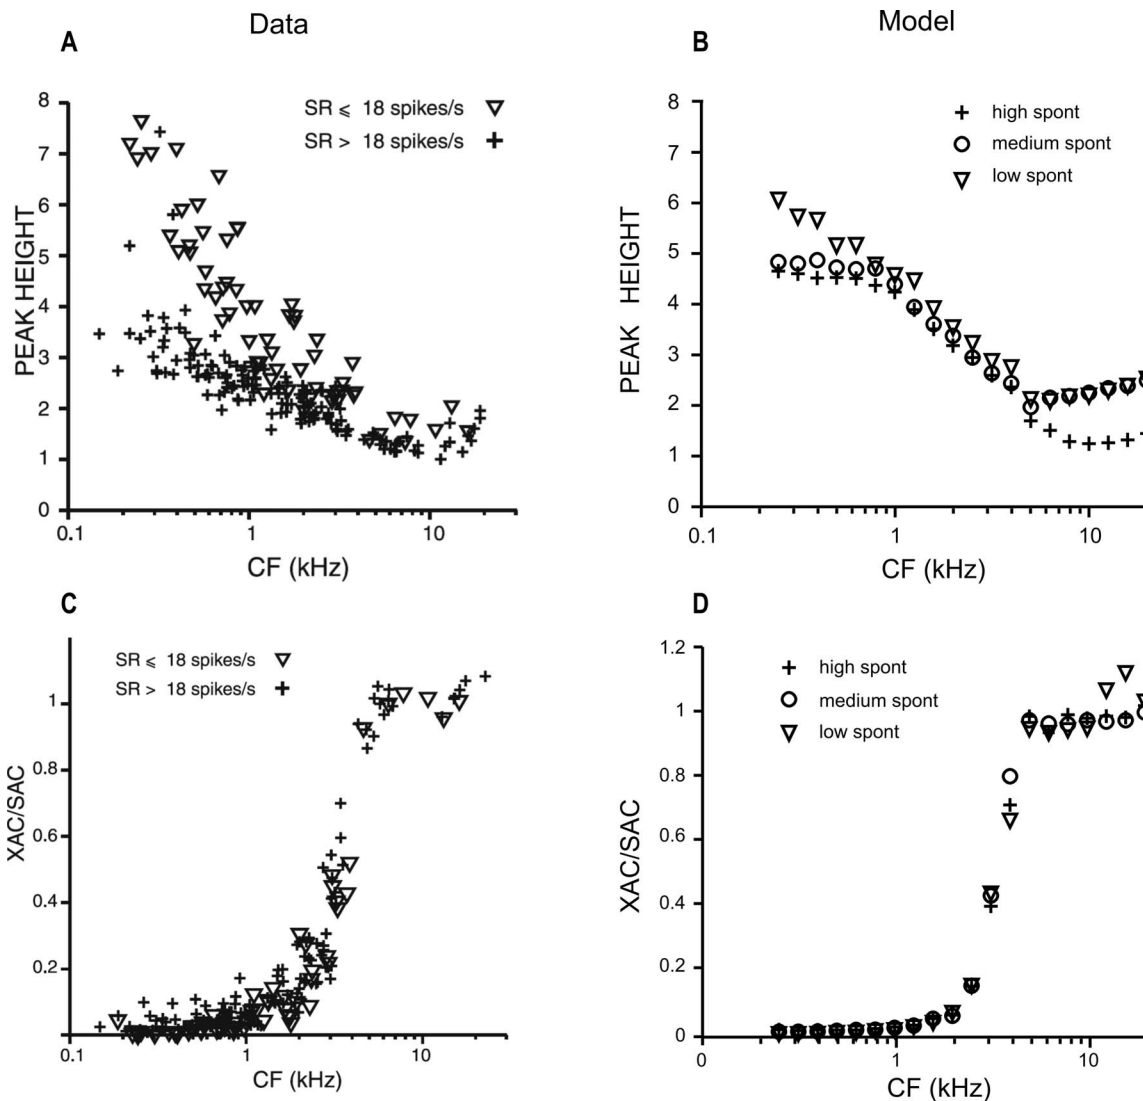 Data
Model
A
B
SR ⩽ 18 spikes/s
SR > 18 spikes/s
8
7
6
5
4
3
2
1
0
PEAK HEIGHT
0.1
1
10
CF (kHz)
high spont
medium spont
low spont
8
7
6
5
4
3
2
1
0
PEAK HEIGHT
0.1
1
10
CF (kHz)
C
D
SR ⩽ 18 spikes/s
SR > 18 spikes/s
1
0.8
0.6
0.4
0.2
XAC/SAC
0.1
1
10
CF (kHz)
high spont
medium spont
low spont
1.2
1
0.8
0.6
0.4
0.2
0
XAC/SAC
0
1
10
CF (kHz)